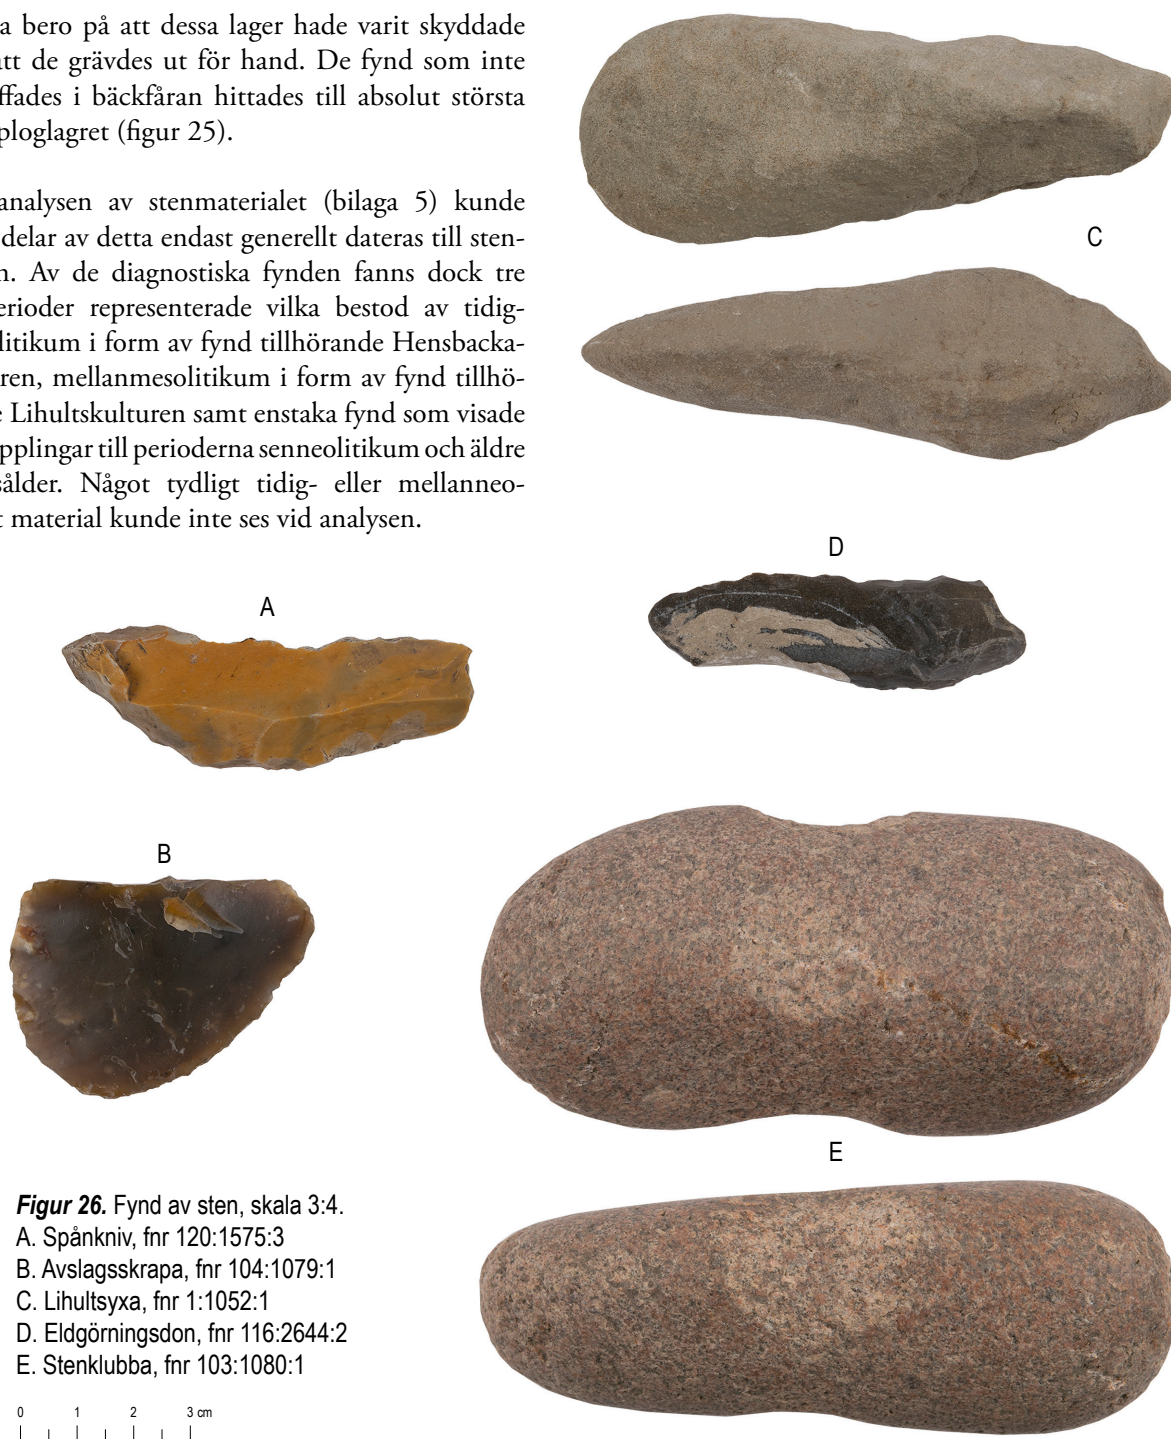 a bero på att dessa lager hade varit skyddade
att de grävdes ut för hand. De fynd som inte
ffades i bäckfåran hittades till absolut största
ploglagret (figur 25).
analysen av stenmaterialet (bilaga 5) kunde
delar av detta endast generellt dateras till sten-
n. Av de diagnostiska fynden fanns dock tre
erioder representerade vilka bestod av tidig-
litikum i form av fynd tillhörande Hensbacka-
ren, mellanmesolitikum i form av fynd tillhö-
e Lihultskulturen samt enstaka fynd som visade
pplingar till perioderna senneolitikum och äldre
sålder. Något tydligt tidig- eller mellanneo-
t material kunde inte ses vid analysen.
C
D
A
B
E
Figur 26. Fynd av sten, skala 3:4.
A. Spånkniv, fnr 120:1575:3
B. Avslagsskrapa, fnr 104:1079:1
C. Lihultsyxa, fnr 1:1052:1
D. Eldgörningsdon, fnr 116:2644:2
E. Stenklubba, fnr 103:1080:1
0 1 2 3 cm